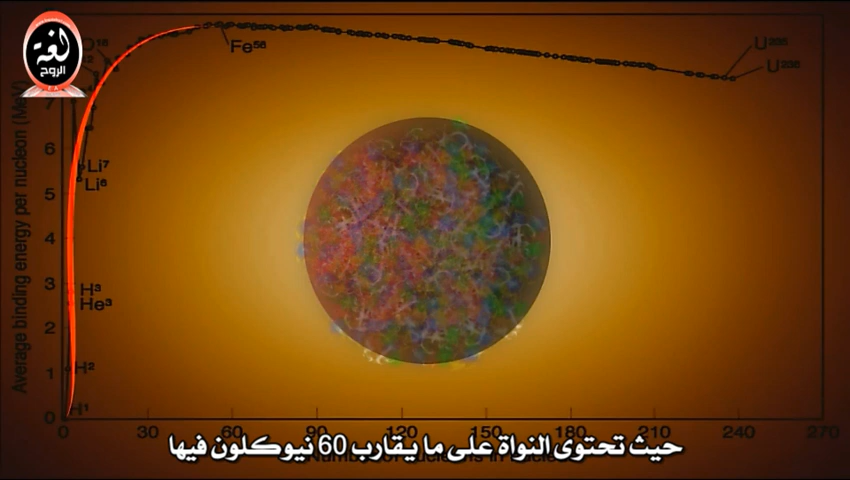 لغة
الروح
Fe⁵⁶
U²³⁵
U²³⁸
Average binding energy per nucleon (MeV)
7
6
5
4
3
2
1
0
Li⁷
Li⁶
H³
He³
H²
H¹
0 30 60 90 120 150 180 210 240 270
حيث تحتوى النواة على ما يقارب 60 نيوكلون فيها